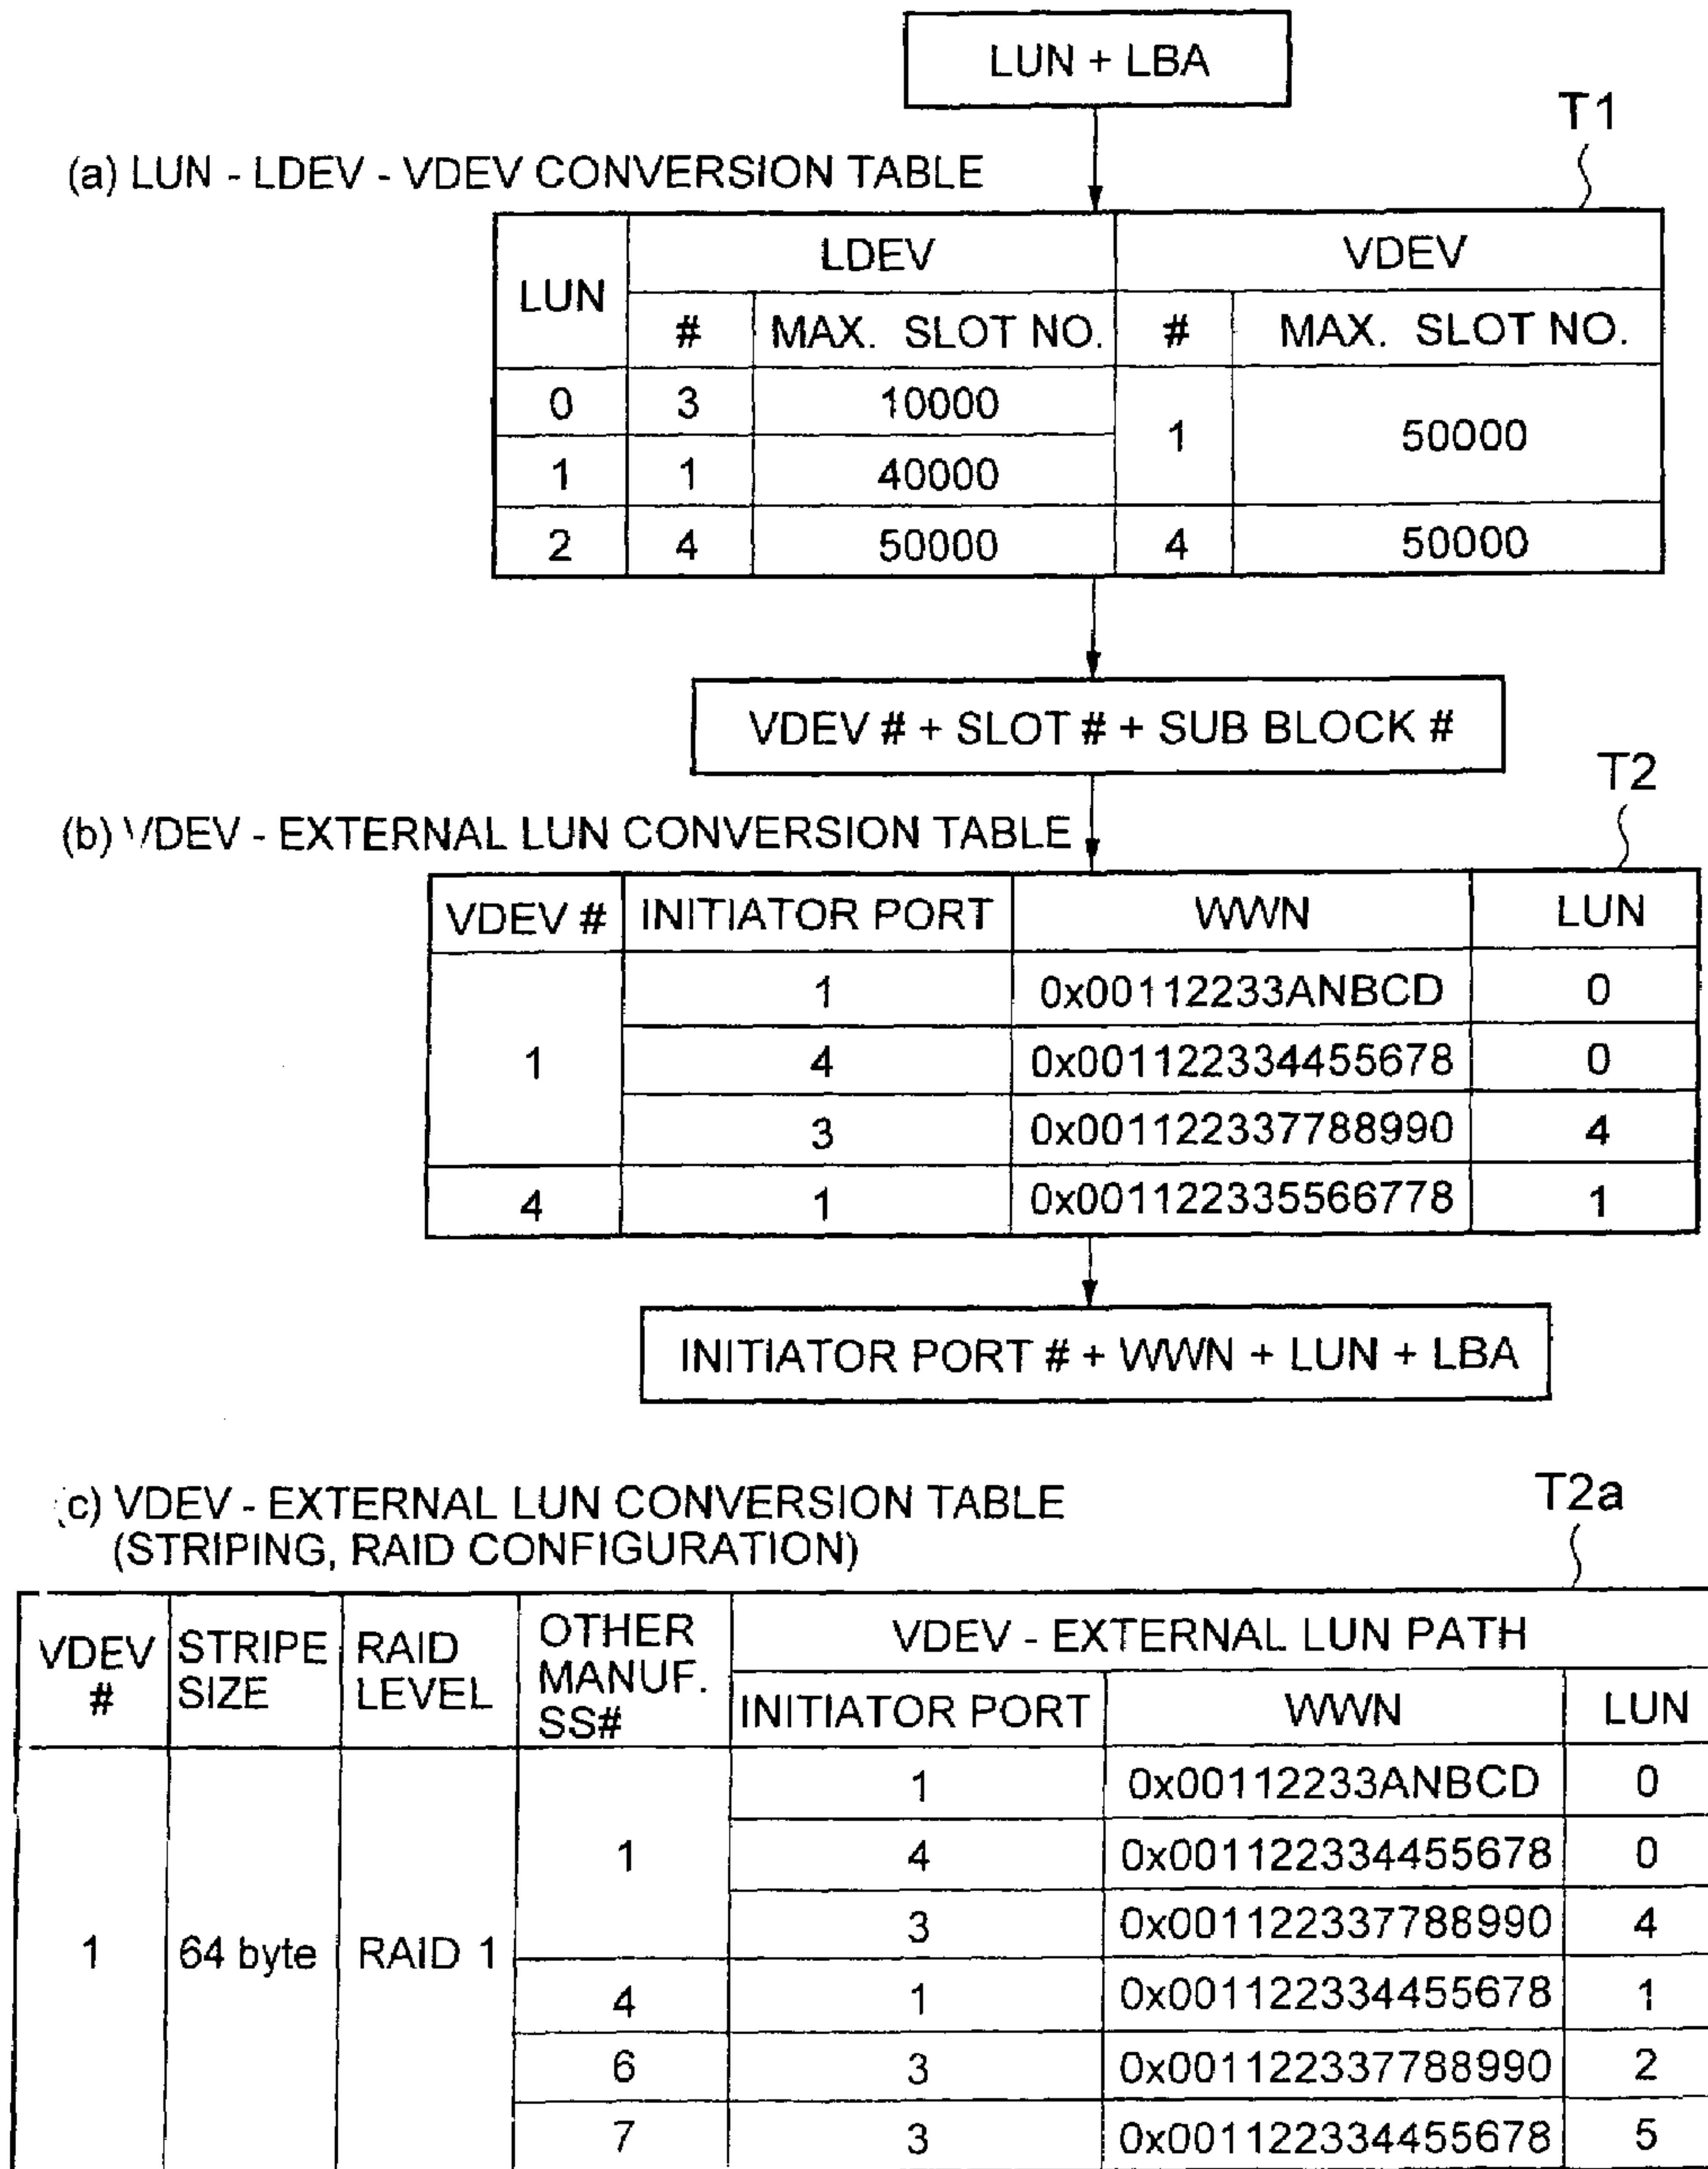 LUN + LBA
T1
(a) LUN - LDEV - VDEV CONVERSION TABLE
LUN LDEV VDEV
# MAX. SLOT NO. # MAX. SLOT NO.
0 3 10000 1 50000
1 1 40000
2 4 50000 4 50000
VDEV # + SLOT # + SUB BLOCK #
T2
(b) VDEV - EXTERNAL LUN CONVERSION TABLE
VDEV # INITIATOR PORT WWN LUN
1 1 0x00112233ANBCD 0
4 0x001122334455678 0
3 0x001122337788990 4
4 1 0x001122335566778 1
INITIATOR PORT # + WWN + LUN + LBA
T2a
(c) VDEV - EXTERNAL LUN CONVERSION TABLE
(STRIPING, RAID CONFIGURATION)
VDEV # STRIPE SIZE RAID LEVEL OTHER MANUF. SS# VDEV - EXTERNAL LUN PATH
INITIATOR PORT WWN LUN
1 64 byte RAID 1 1 1 0x00112233ANBCD 0
4 0x001122334455678 0
3 0x001122337788990 4
4 1 0x001122334455678 1
6 3 0x001122337788990 2
7 3 0x001122334455678 5